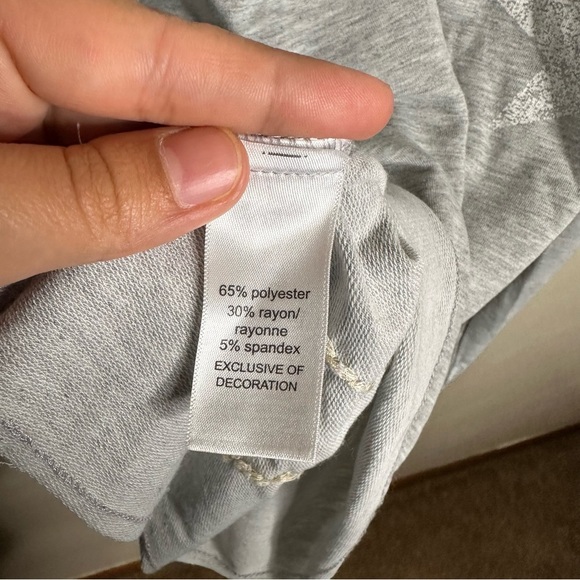 65% polyester
30% rayon/
rayonne
5% spandex
EXCLUSIVE OF
DECORATION